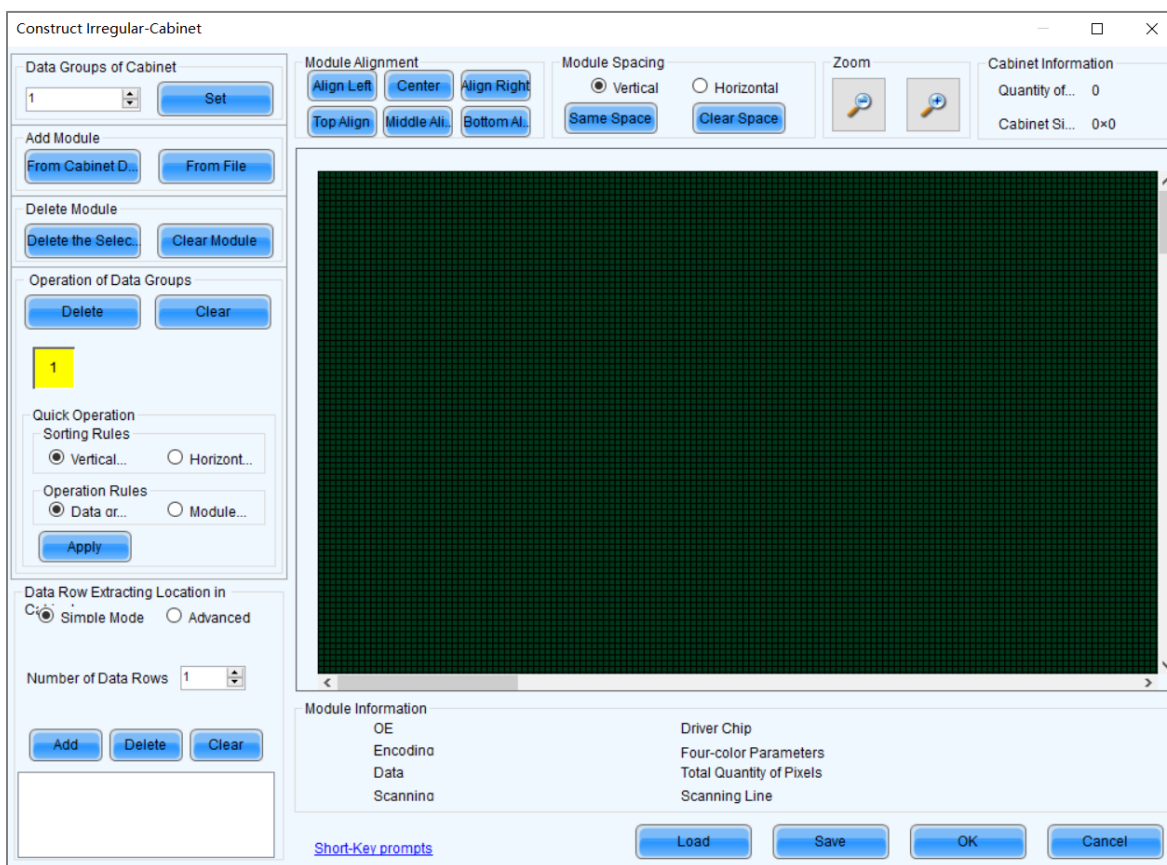 Construct Irregular-Cabinet
Data Groups of Cabinet
1
Set
Add Module
From Cabinet D...
From File
Delete Module
Delete the Selec...
Clear Module
Operation of Data Groups
Delete
Clear
1
Quick Operation
Sorting Rules
Vertical...
Horizont...
Operation Rules
Data gr...
Module...
Apply
Data Row Extracting Location in
Simple Mode
Advanced
Number of Data Rows
1
Add
Delete
Clear
Module Alignment
Align Left
Center
Align Right
Top Align
Middle Ali..
Bottom Al..
Module Spacing
Vertical
Horizontal
Same Space
Clear Space
Zoom
Cabinet Information
Quantity of... 0
Cabinet Si... 0×0
Module Information
OE
Driver Chip
Encoding
Four-color Parameters
Data
Total Quantity of Pixels
Scanning
Scanning Line
Short-Key prompts
Load
Save
OK
Cancel